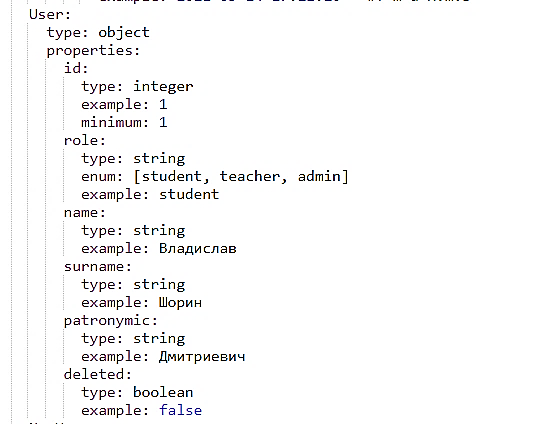 User:
type: object
properties:
id:
type: integer
example: 1
minimum: 1
role:
type: string
enum: [student, teacher, admin]
example: student
name:
type: string
example: Владислав
surname:
type: string
example: Шорин
patronymic:
type: string
example: Дмитриевич
deleted:
type: boolean
example: false